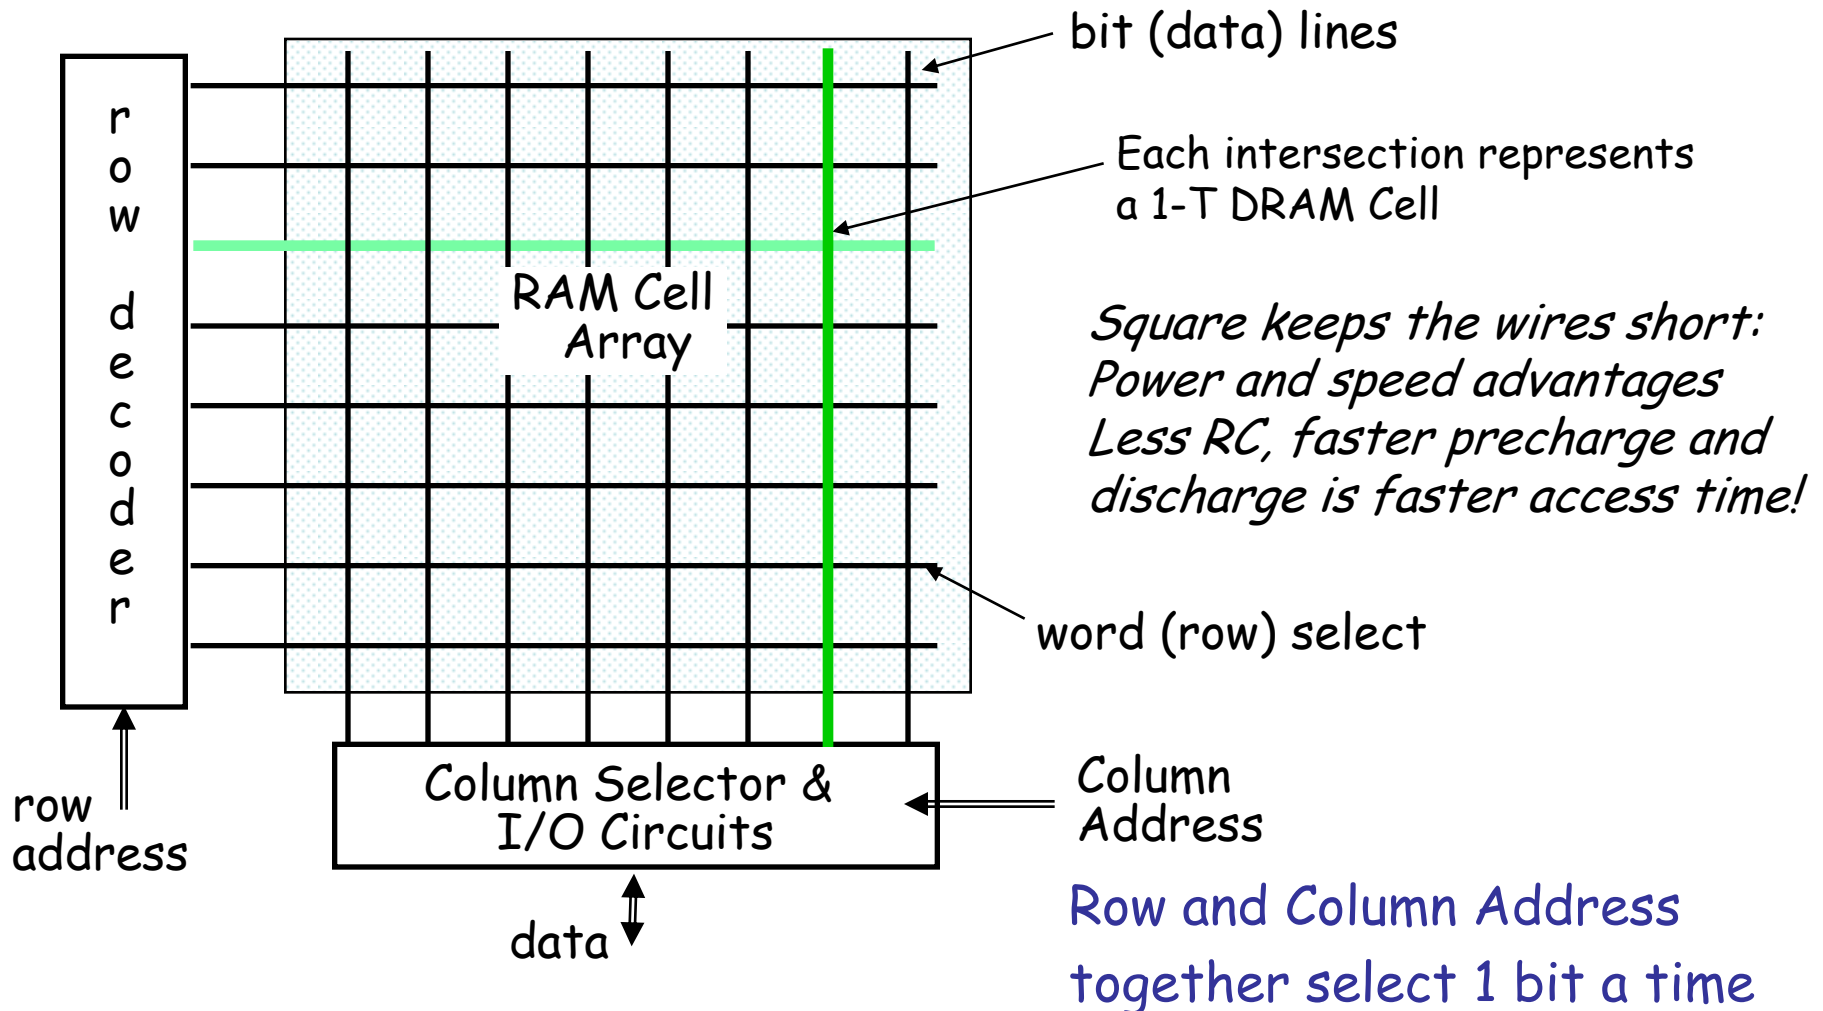 bit (data) lines
row decoder
Each intersection represents
a 1-T DRAM Cell
RAM Cell
Array
Square keeps the wires short:
Power and speed advantages
Less RC, faster precharge and
discharge is faster access time!
word (row) select
row
address
Column Selector &
I/O Circuits
Column
Address
data
Row and Column Address
together select 1 bit a time